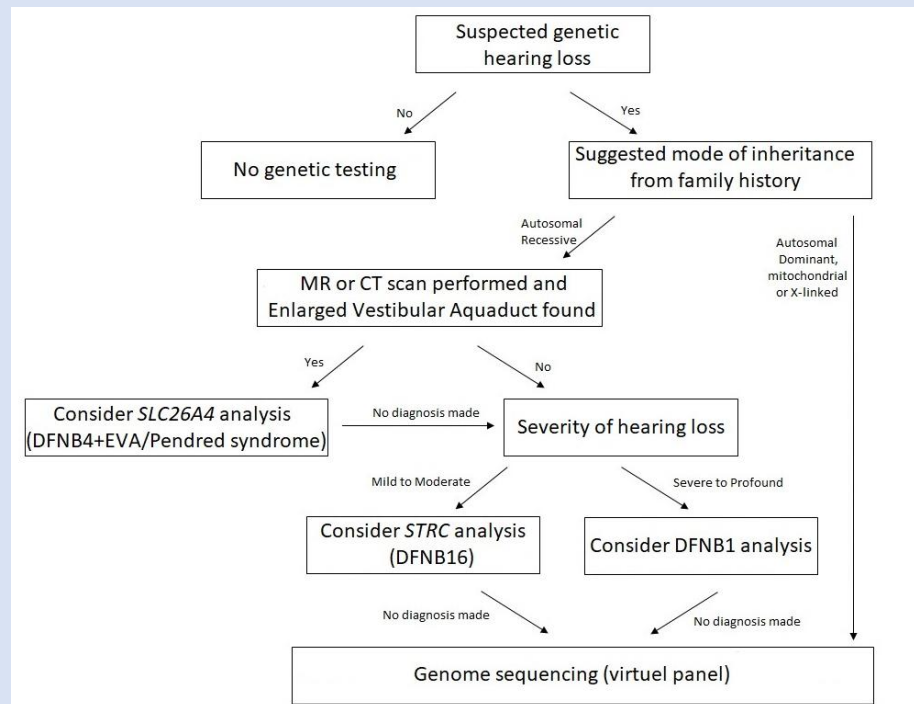 Suspected genetic
hearing loss
No
Yes
No genetic testing
Suggested mode of inheritance
from family history
Autosomal
Recessive
Autosomal
Dominant,
mitochondrial
or X-linked
MR or CT scan performed and
Enlarged Vestibular Aquaduct found
Yes
No
Consider SLC26A4 analysis
(DFNB4+EVA/Pendred syndrome)
No diagnosis made
Severity of hearing loss
Mild to Moderate
Severe to Profound
Consider STRC analysis
(DFNB16)
Consider DFNB1 analysis
No diagnosis made
No diagnosis made
Genome sequencing (virtuel panel)